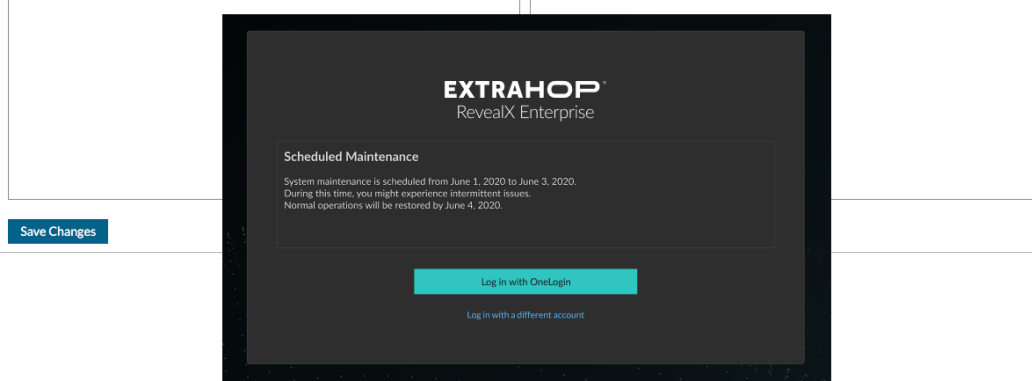 EXTRAHOP
RevealX Enterprise
Scheduled Maintenance
System maintenance is scheduled from June 1, 2020 to June 3, 2020.
During this time, you might experience intermittent issues.
Normal operations will be restored by June 4, 2020.
Save Changes
Log in with OneLogin
Log in with a different account